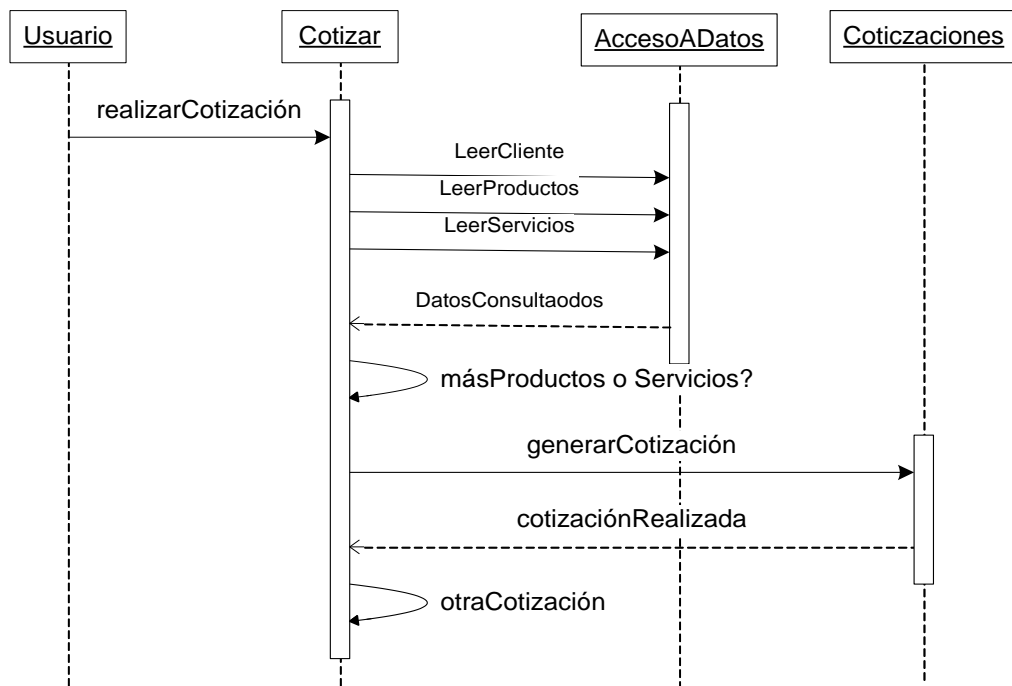 Usuario
Cotizar
AccesoADatos
Coticzaciones
realizarCotización
LeerCliente
LeerProductos
LeerServicios
DatosConsultaodos
másProductos o Servicios?
generarCotización
cotizaciónRealizada
otraCotización